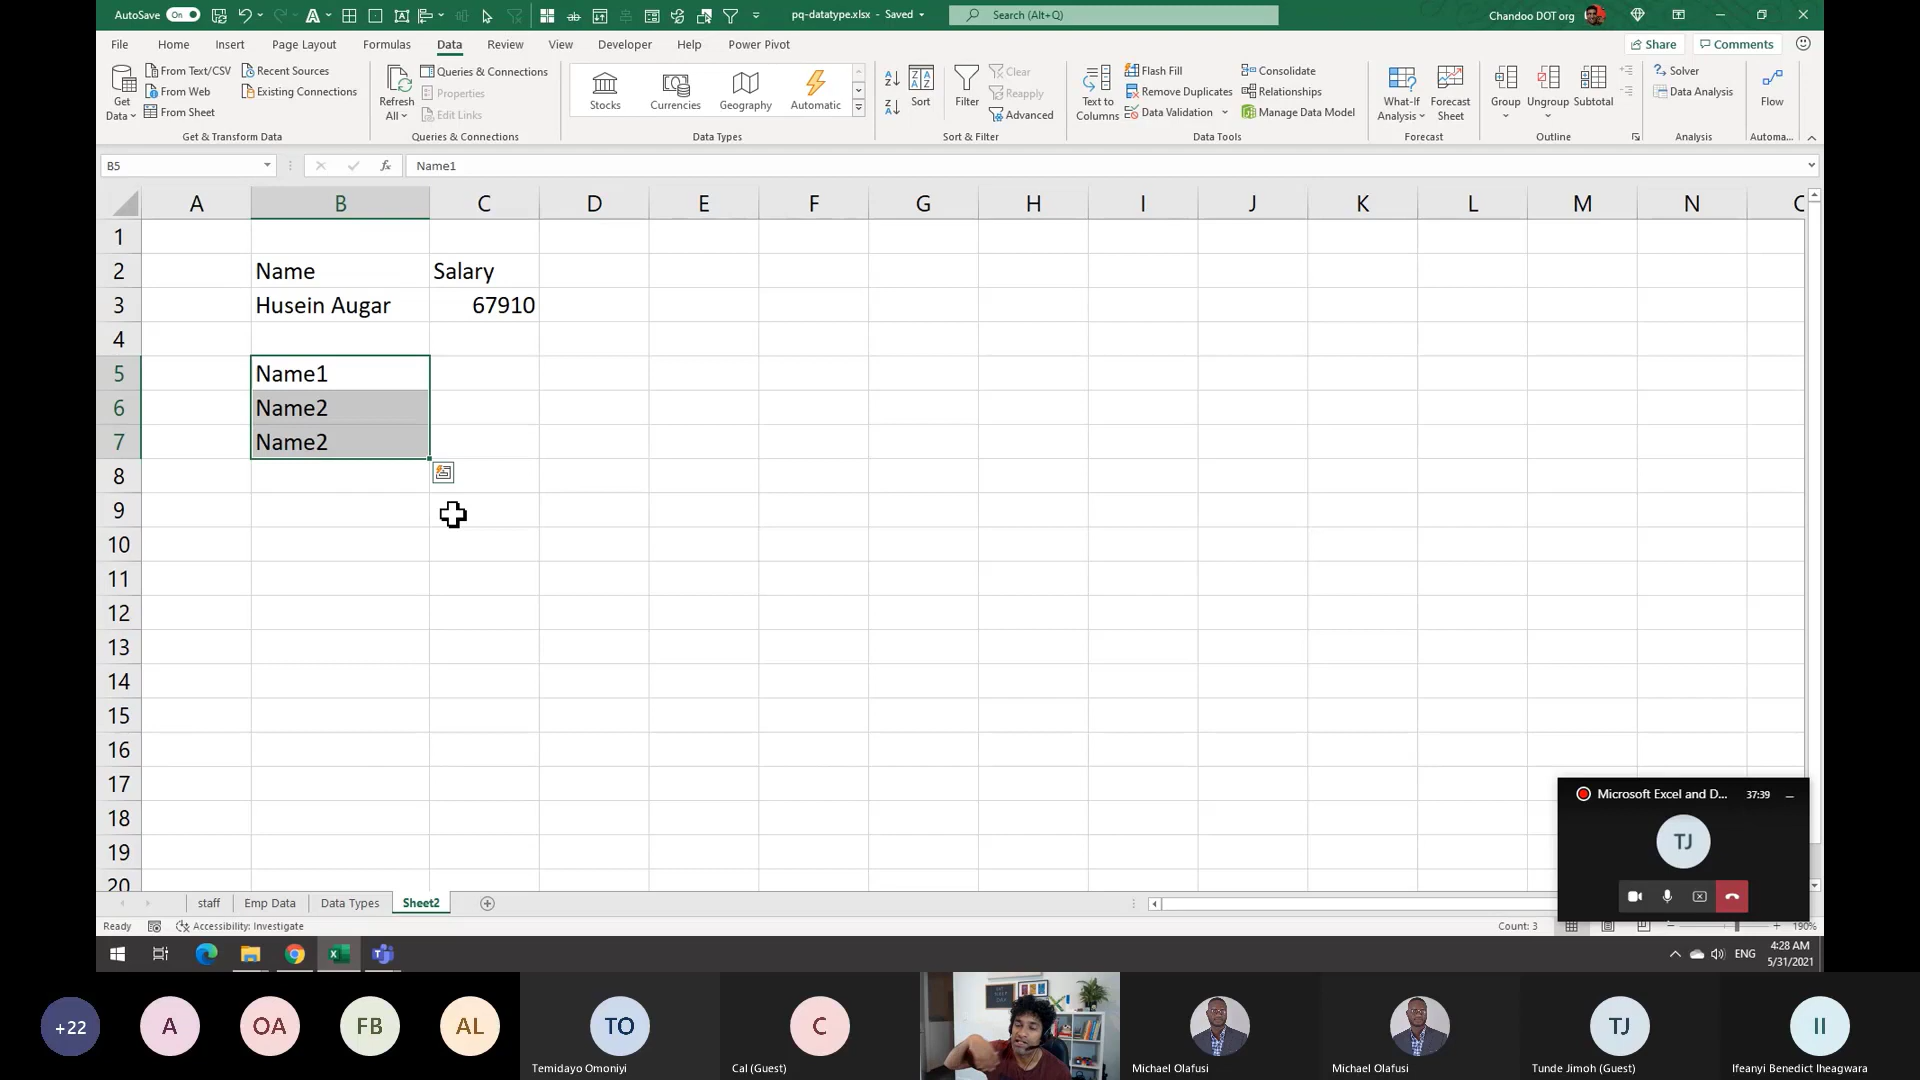 AutoSave On pq-datatype.xlsx - Saved Search (Alt+Q) Chandoo DOT org
File Home Insert Page Layout Formulas Data Review View Developer Help Power Pivot Share Comments
Get Data
From Text/CSV
From Web
From Sheet
Recent Sources
Existing Connections
Get & Transform Data
Refresh All
Queries & Connections
Properties
Edit Links
Queries & Connections
Stocks Currencies Geography Automatic
Data Types
Sort Filter
Clear
Reapply
Advanced
Sort & Filter
Text to Columns
Flash Fill
Remove Duplicates
Data Validation
Consolidate
Relationships
Manage Data Model
Data Tools
What-If Analysis
Forecast Sheet
Forecast
Group Ungroup Subtotal
Outline
Solver
Data Analysis
Analysis
Flow
Automa...
B5 fx Name1
A B C D E F G H I J K L M N
1
2 Name Salary
3 Husein Augar 67910
4
5 Name1
6 Name2
7 Name2
8
9
10
11
12
13
14
15
16
17
18
19
20
Microsoft Excel and D... 37:39
TJ
staff Emp Data Data Types Sheet2
Ready Accessibility: Investigate Count: 3 190%
ENG 4:28 AM
5/31/2021
+22 A OA FB AL TO C TJ II
Temidayo Omoniyi Cal (Guest) Michael Olafusi Michael Olafusi Tunde Jimoh (Guest) Ifeanyi Benedict Iheagwara